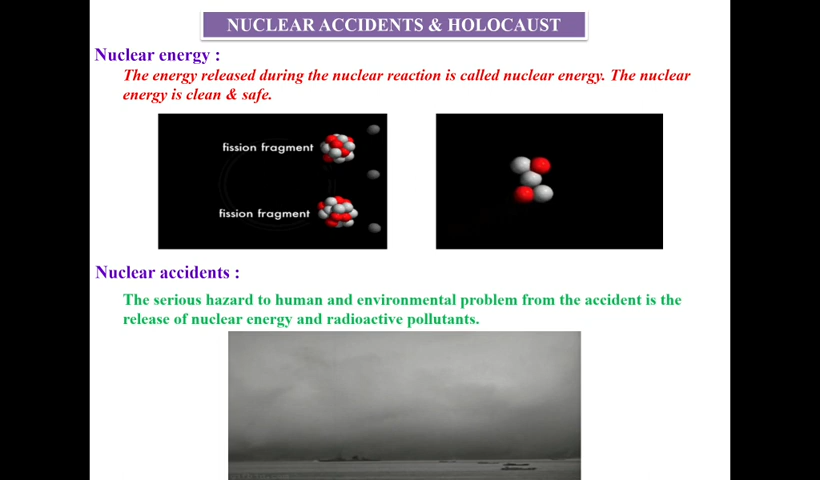 NUCLEAR ACCIDENTS & HOLOCAUST
Nuclear energy :
The energy released during the nuclear reaction is called nuclear energy. The nuclear
energy is clean & safe.
fission fragment
fission fragment
Nuclear accidents :
The serious hazard to human and environmental problem from the accident is the
release of nuclear energy and radioactive pollutants.